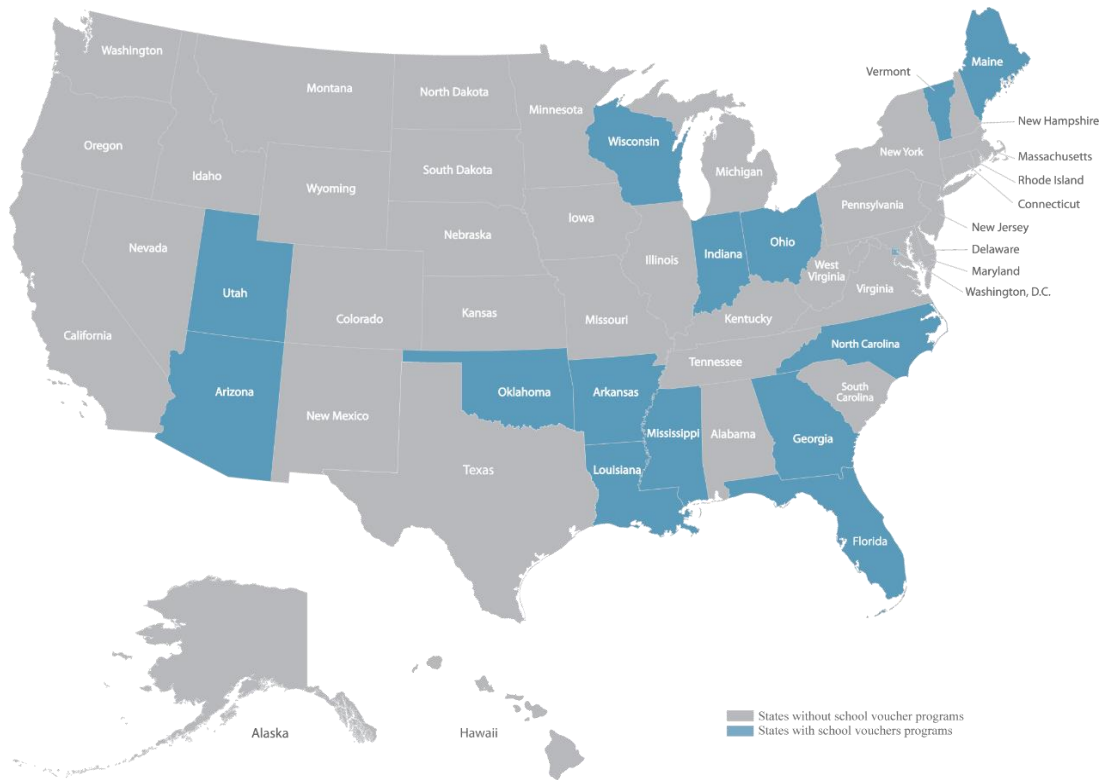 Washington
Montana
North Dakota
Minnesota
Vermont
Maine
Oregon
Idaho
Wyoming
South Dakota
Wisconsin
Michigan
New York
New Hampshire
Massachusetts
Rhode Island
Connecticut
Nevada
Nebraska
Iowa
Pennsylvania
New Jersey
Delaware
Maryland
Washington, D.C.
Utah
Colorado
Kansas
Missouri
Illinois
Indiana
Ohio
West
Virginia
Virginia
Kentucky
California
Arizona
New Mexico
Oklahoma
Arkansas
Tennessee
North Carolina
South
Carolina
Texas
Louisiana
Mississippi
Alabama
Georgia
Florida
Alaska
Hawaii
States without school voucher programs
States with school vouchers programs